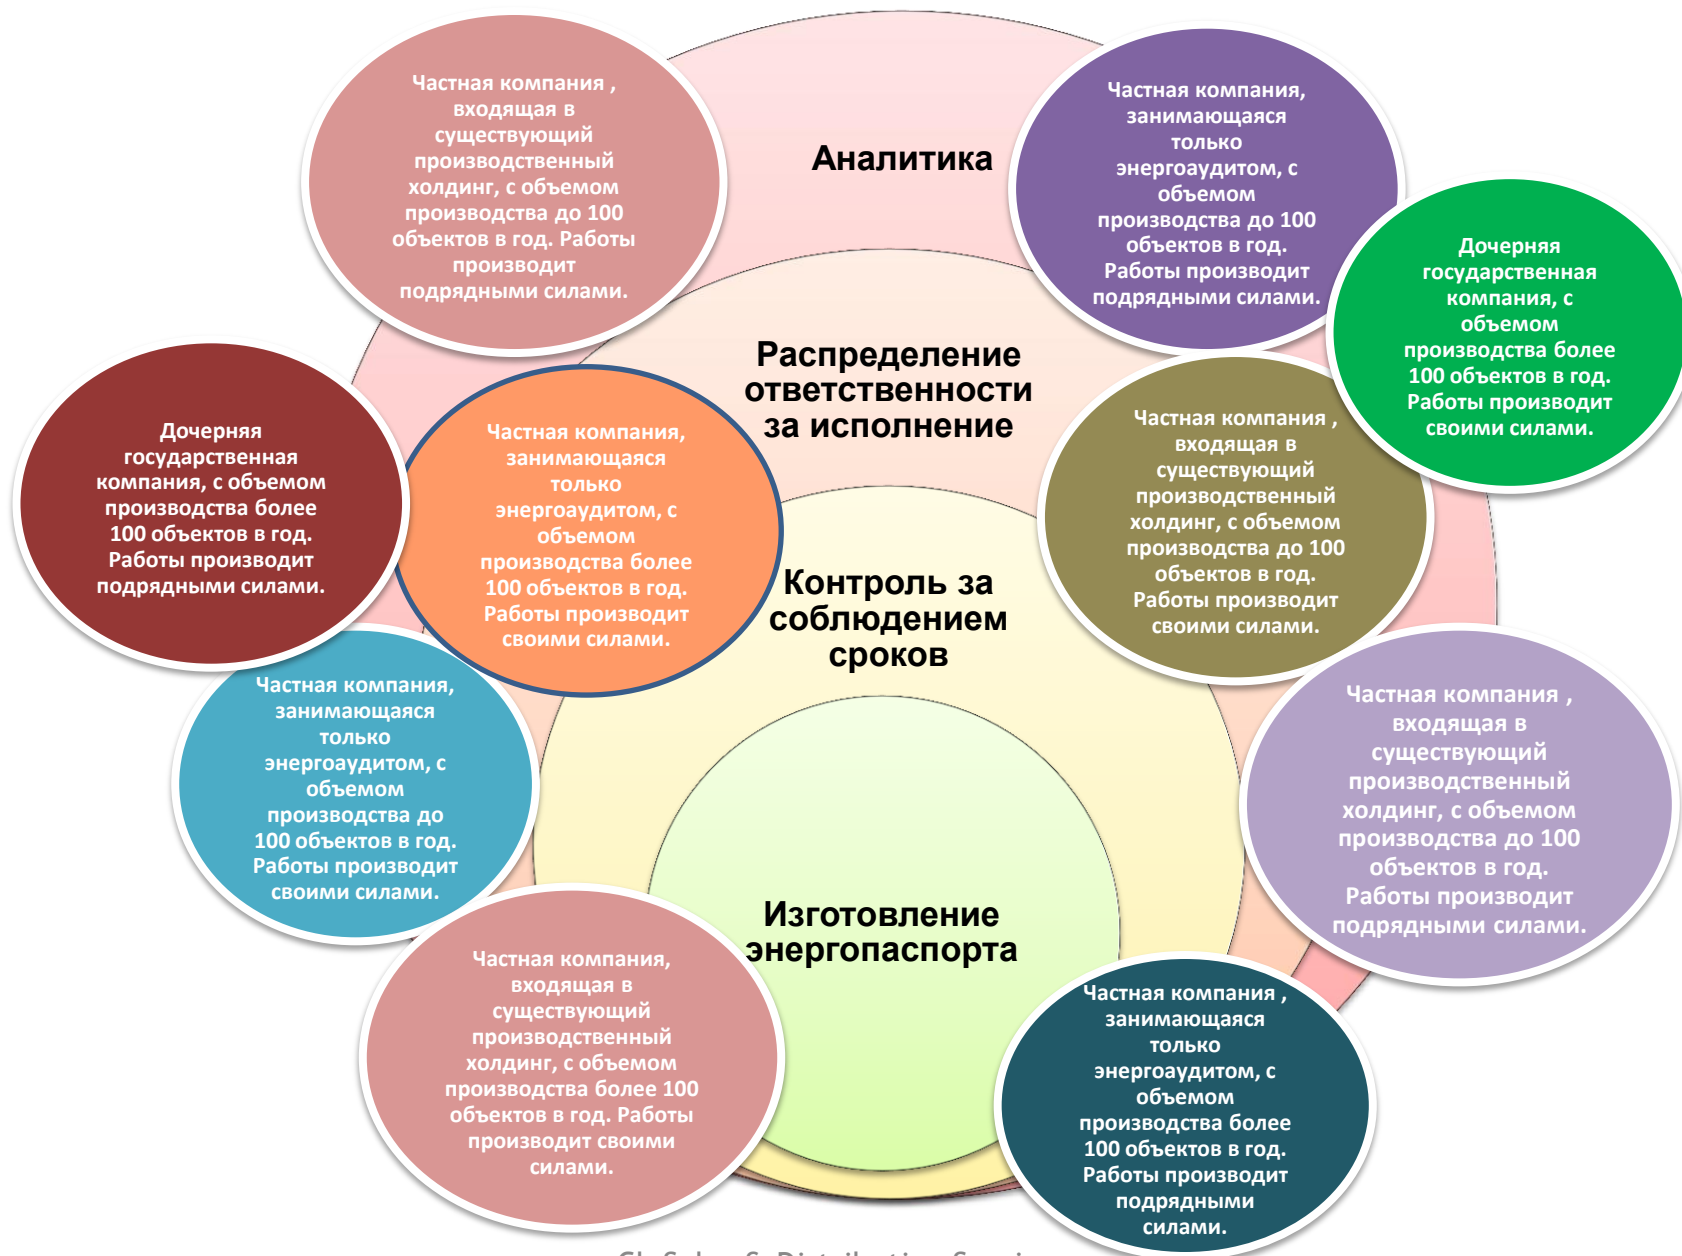 Частная компания ,
входящая в
существующий
производственный
холдинг, с объемом
производства до 100
объектов в год. Работы
производит
подрядными силами.
Аналитика
Частная компания,
занимающаяся
только
энергоаудитом, с
объемом
производства до 100
объектов в год.
Работы производит
подрядными силами.
Дочерняя
государственная
компания, с
объемом
производства более
100 объектов в год.
Работы производит
своими силами.
Распределение
ответственности
за исполнение
Дочерняя
государственная
компания, с объемом
производства более
100 объектов в год.
Работы производит
подрядными силами.
Частная компания,
занимающаяся
только
энергоаудитом, с
объемом
производства более
100 объектов в год.
Работы производит
своими силами.
Частная компания ,
входящая в
существующий
производственный
холдинг, с объемом
производства до 100
объектов в год.
Работы производит
своими силами.
Контроль за
соблюдением
сроков
Частная компания,
занимающаяся
только
энергоаудитом, с
объемом
производства до
100 объектов в год.
Работы производит
своими силами.
Частная компания ,
входящая в
существующий
производственный
холдинг, с объемом
производства до 100
объектов в год.
Работы производит
подрядными силами.
Изготовление
энергопаспорта
Частная компания,
входящая в
существующий
производственный
холдинг, с объемом
производства более 100
объектов в год. Работы
производит своими
силами.
Частная компания ,
занимающаяся
только
энергоаудитом, с
объемом
производства более
100 объектов в год.
Работы производит
подрядными
силами.